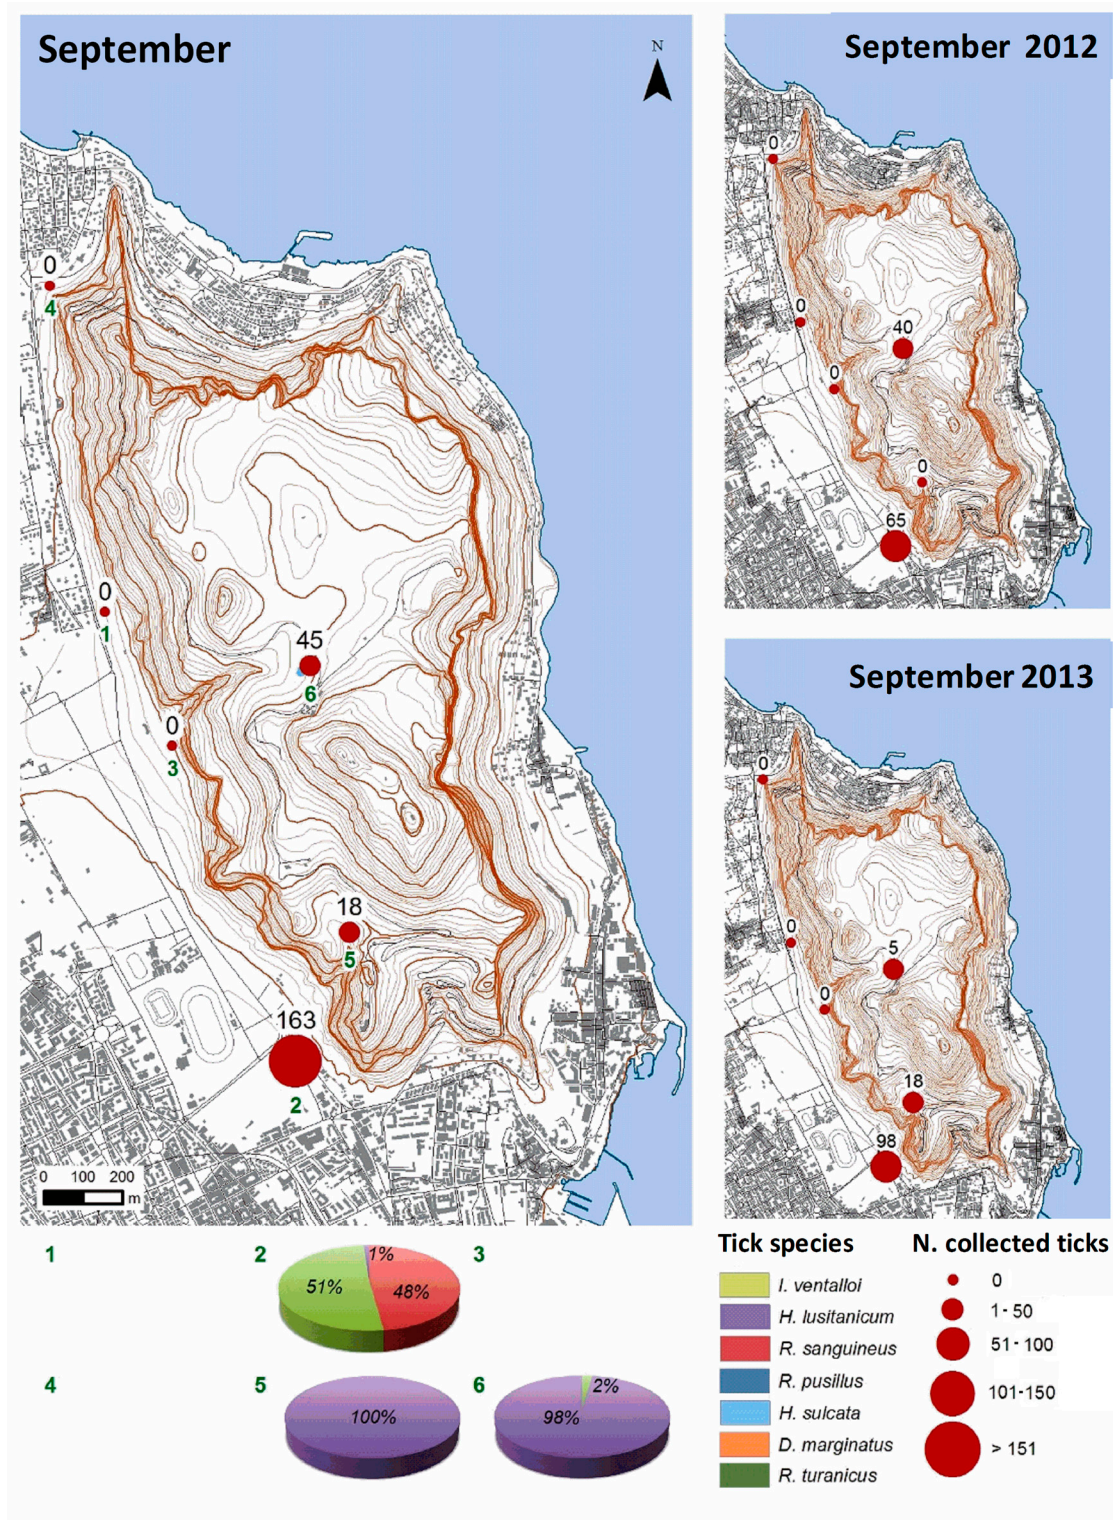 September
N
0
4
0
1
45
6
0
3
18
5
163
2
0 100 200
m
September 2012
0
0
40
0
0
65
September 2013
0
0
5
0
18
98
1
2
1%
51%
48%
3
4
5
100%
6
2%
98%
Tick species
I. ventalloi
H. lusitanicum
R. sanguineus
R. pusillus
H. sulcata
D. marginatus
R. turanicus
N. collected ticks
0
1-50
51-100
101-150
> 151